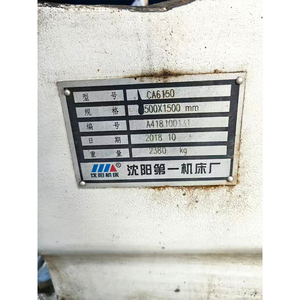 型 号 CA6150
规 格 500X1500 mm
编 号
日 期 2018.10
重 量 2380 kg
沈阳机床 沈阳第一机床厂